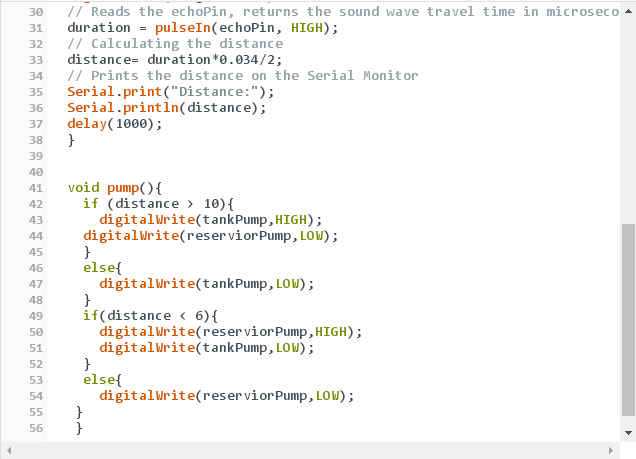 30 // Reads the echoPin, returns the sound wave travel time in microseco
31 duration = pulseIn(echoPin, HIGH);
32 // Calculating the distance
33 distance= duration*0.034/2;
34 // Prints the distance on the Serial Monitor
35 Serial.print("Distance:");
36 Serial.println(distance);
37 delay(1000);
38 }
39
40
41 void pump(){
42   if (distance > 10){
43     digitalWrite(tankPump,HIGH);
44   digitalWrite(reserviorPump,LOW);
45   }
46   else{
47     digitalWrite(tankPump,LOW);
48   }
49   if(distance < 6){
50     digitalWrite(reserviorPump,HIGH);
51     digitalWrite(tankPump,LOW);
52   }
53   else{
54     digitalWrite(reserviorPump,LOW);
55  }
56  }